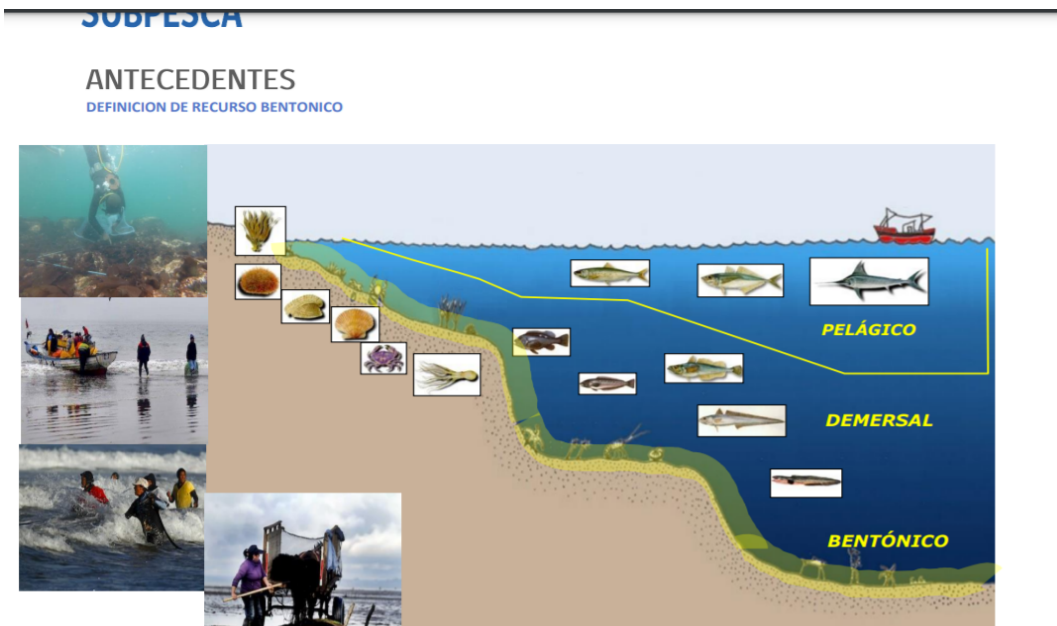 SUBPESCA
ANTECEDENTES
DEFINICION DE RECURSO BENTONICO
PELÁGICO
DEMERSAL
BENTÓNICO